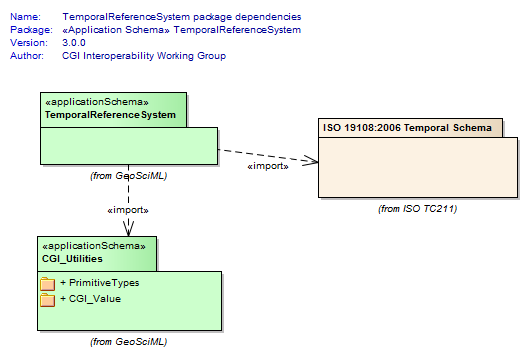 Name: TemporalReferenceSystem package dependencies
Package: «Application Schema» TemporalReferenceSystem
Version: 3.0.0
Author: CGI Interoperability Working Group
«applicationSchema»
TemporalReferenceSystem
(from GeoSciML)
ISO 19108:2006 Temporal Schema
(from ISO TC211)
«import»
«import»
«applicationSchema»
CGI_Utilities
+ PrimitiveTypes
+ CGI_Value
(from GeoSciML)